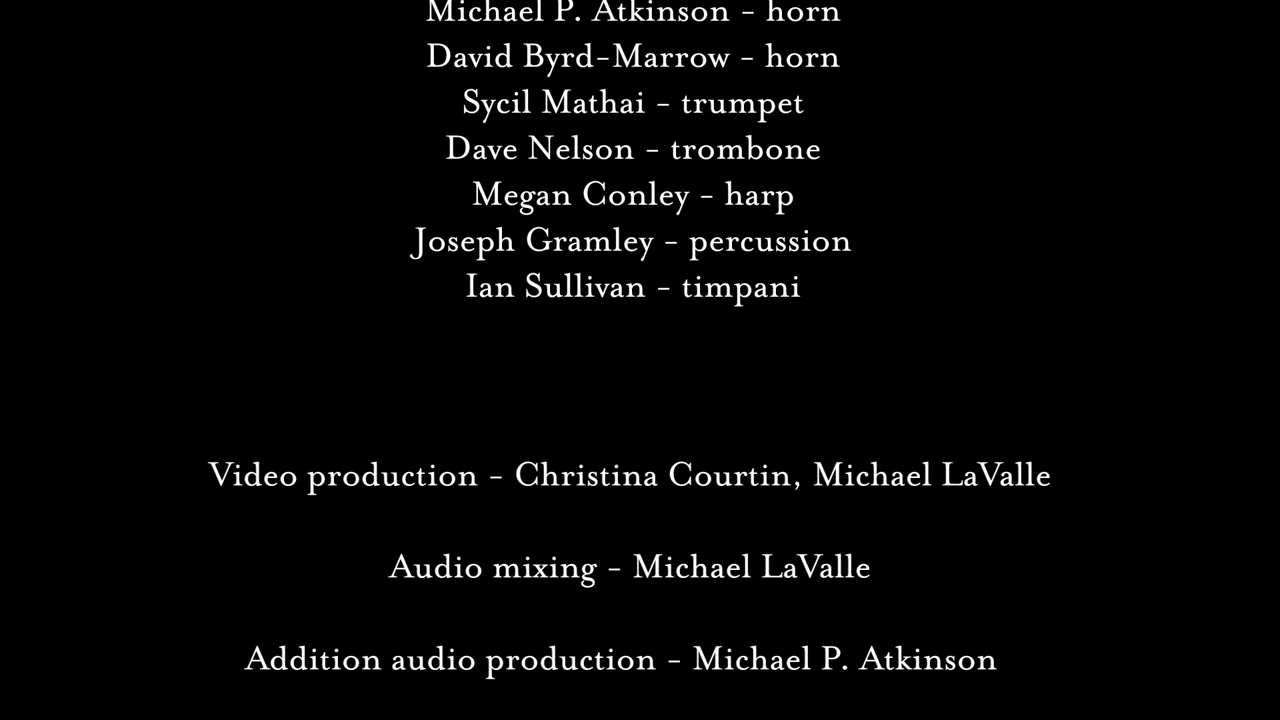 Michael P. Atkinson - horn
David Byrd-Marrow - horn
Sycil Mathai - trumpet
Dave Nelson - trombone
Megan Conley - harp
Joseph Gramley - percussion
Ian Sullivan - timpani
Video production - Christina Courtin, Michael LaValle
Audio mixing - Michael LaValle
Addition audio production - Michael P. Atkinson